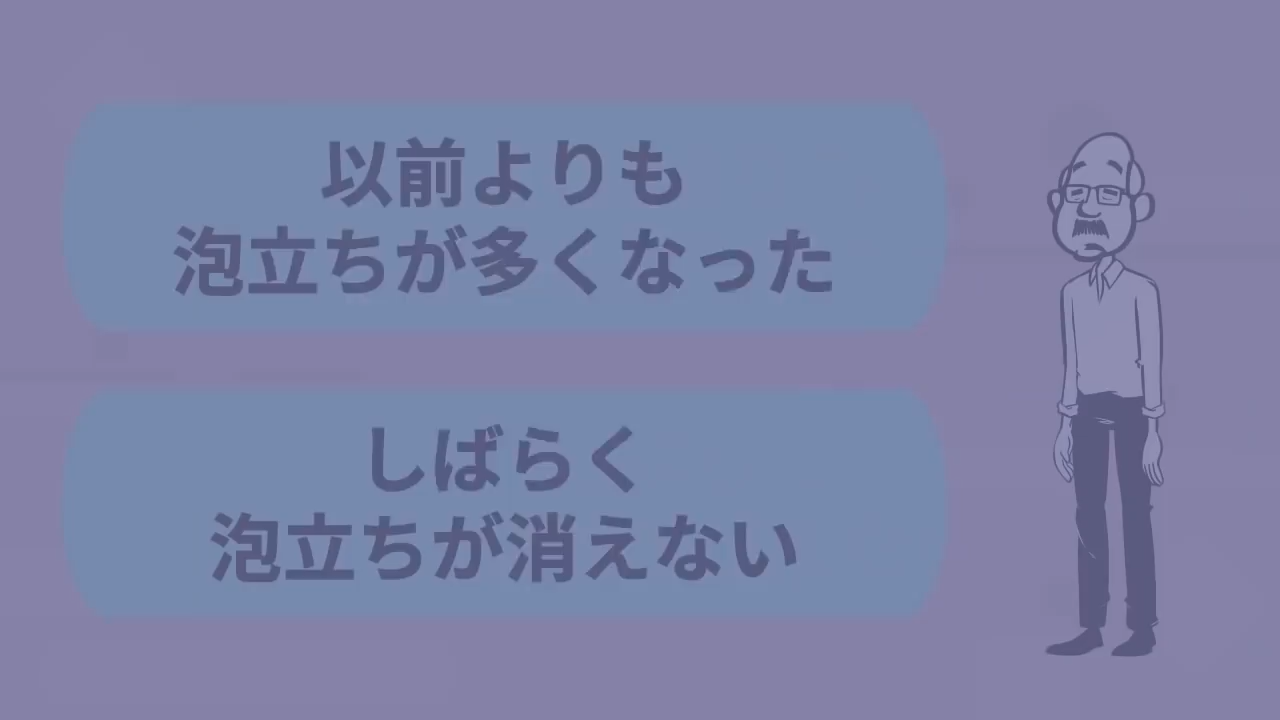 以前よりも
泡立ちが多くなった
しばらく
泡立ちが消えない